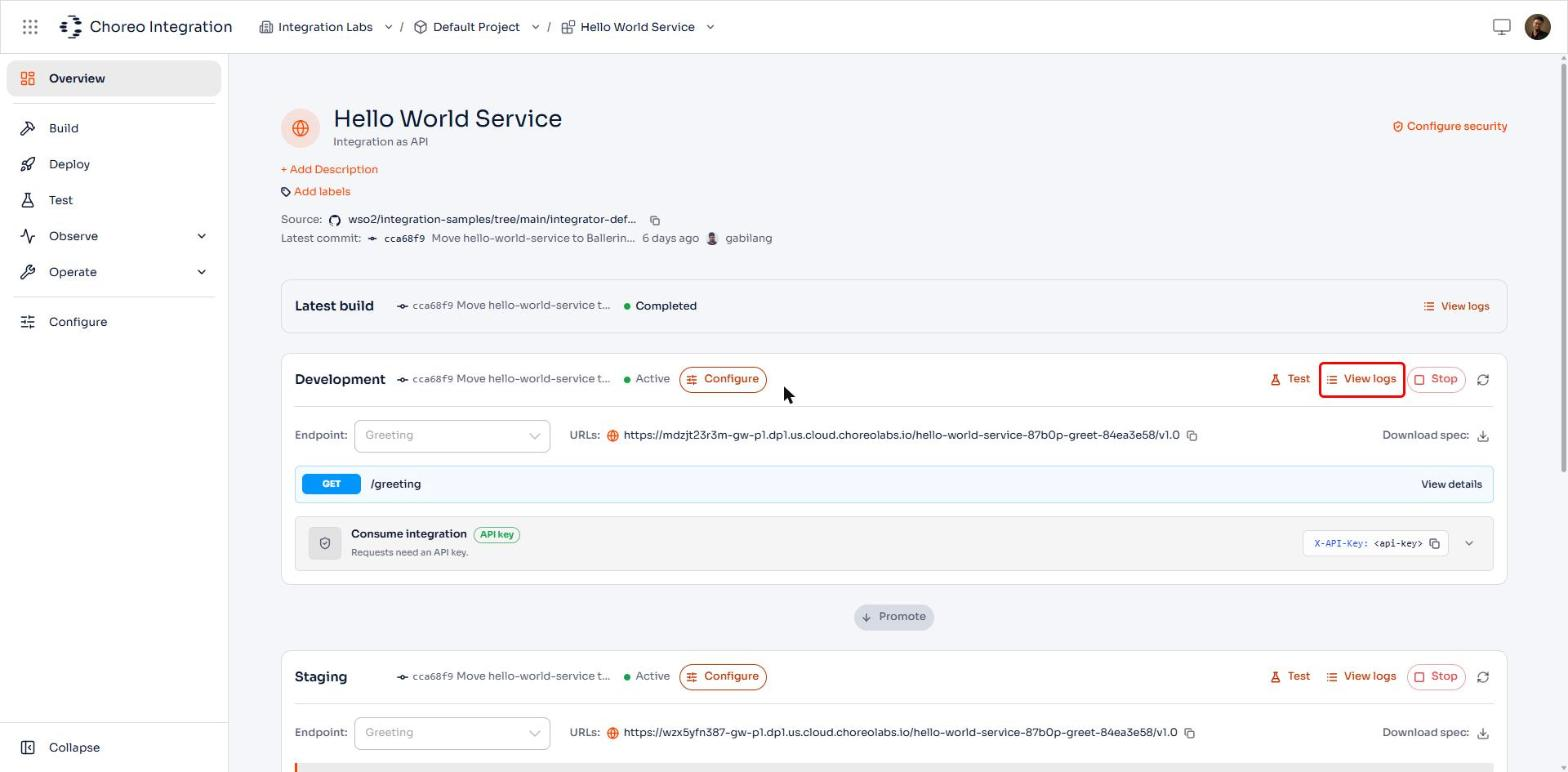 Choreo Integration
Integration Labs / Default Project / Hello World Service
Overview
Build
Deploy
Test
Observe
Operate
Configure
Collapse
Hello World Service
Integration as API
Configure security
+ Add Description
Add labels
Source: wso2/integration-samples/tree/main/integrator-def...
Latest commit: cca68f9 Move hello-world-service to Ballerin... 6 days ago gabilang
Latest build cca68f9 Move hello-world-service t... Completed View logs
Development cca68f9 Move hello-world-service t... Active Configure Test View logs Stop
Endpoint: Greeting URLs: https://mdzjt23r3m-gw-p1.dp1.us.cloud.choreolabs.io/hello-world-service-87b0p-greet-84ea3e58/v1.0 Download spec:
GET /greeting View details
Consume integration API key
Requests need an API key.
X-API-Key: <api-key>
Promote
Staging cca68f9 Move hello-world-service t... Active Configure Test View logs Stop
Endpoint: Greeting URLs: https://wzx5yfn387-gw-p1.dp1.us.cloud.choreolabs.io/hello-world-service-87b0p-greet-84ea3e58/v1.0 Download spec: